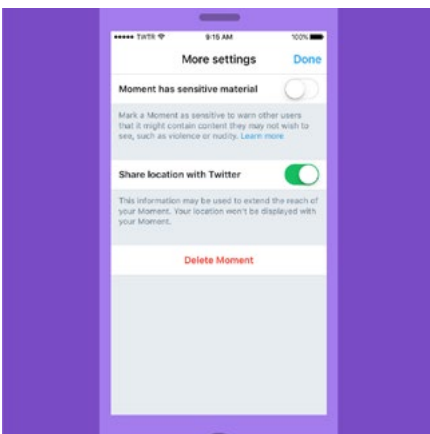 TWTR 9:15 AM 100%
More settings Done
Moment has sensitive material
Mark a Moment as sensitive to warn other users
that it might contain content they may not wish to
see, such as violence or nudity. Learn more
Share location with Twitter
This information may be used to extend the reach of
your Moment. Your location won't be displayed with
your Moment.
Delete Moment